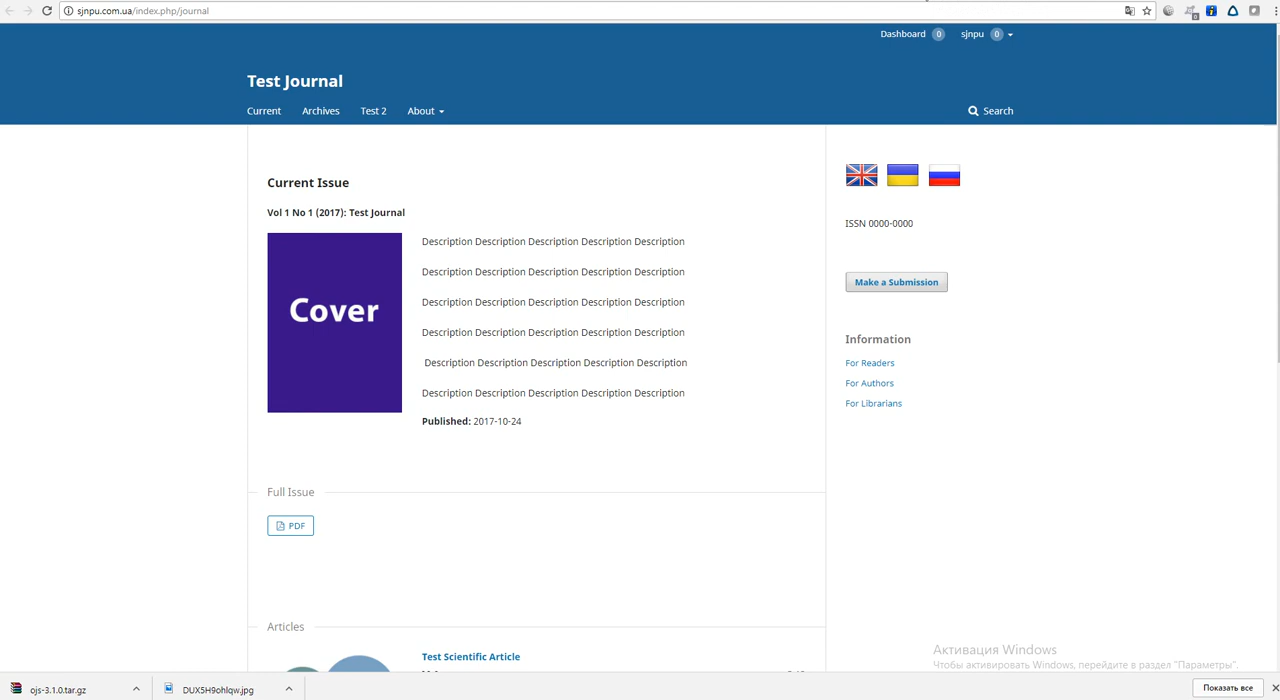 sjnpu.com.ua/index.php/journal
Dashboard 0 sjnpu 0
Test Journal
Current Archives Test 2 About
Search
Current Issue
Vol 1 No 1 (2017): Test Journal
Cover
Description Description Description Description Description
Description Description Description Description Description
Description Description Description Description Description
Description Description Description Description Description
Description Description Description Description Description
Description Description Description Description Description
Published: 2017-10-24
ISSN 0000-0000
Make a Submission
Information
For Readers
For Authors
For Librarians
Full Issue
PDF
Articles
Test Scientific Article
Активация Windows
Чтобы активировать Windows, перейдите в раздел "Параметры".
ojs-3.1.0.tar.gz
DUX5H9ohlqw.jpg
Показать все